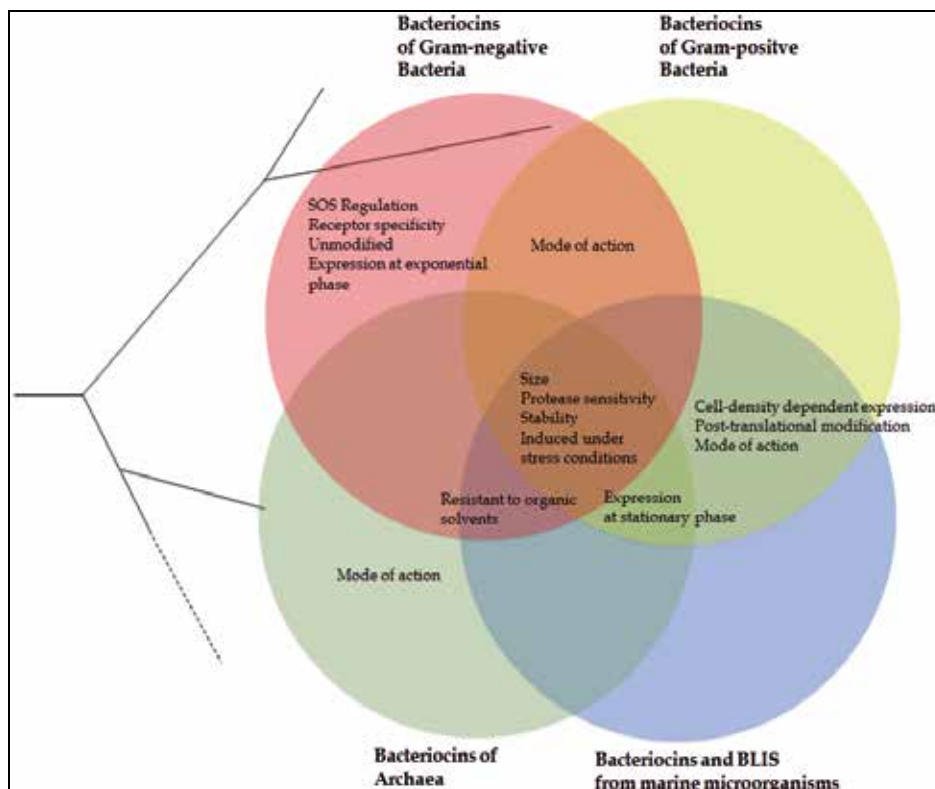 Bacteriocins
of Gram-negative
Bacteria
Bacteriocins
of Gram-positve
Bacteria
SOS Regulation
Receptor specificity
Unmodified
Expression at exponential
phase
Mode of action
Size
Protease sensitivity
Stability
Induced under
stress conditions
Cell-density dependent expression
Post-translational modification
Mode of action
Resistant to organic
solvents
Expression
at stationary phase
Mode of action
Bacteriocins of
Archaea
Bacteriocins and BLIS
from marine microorganisms